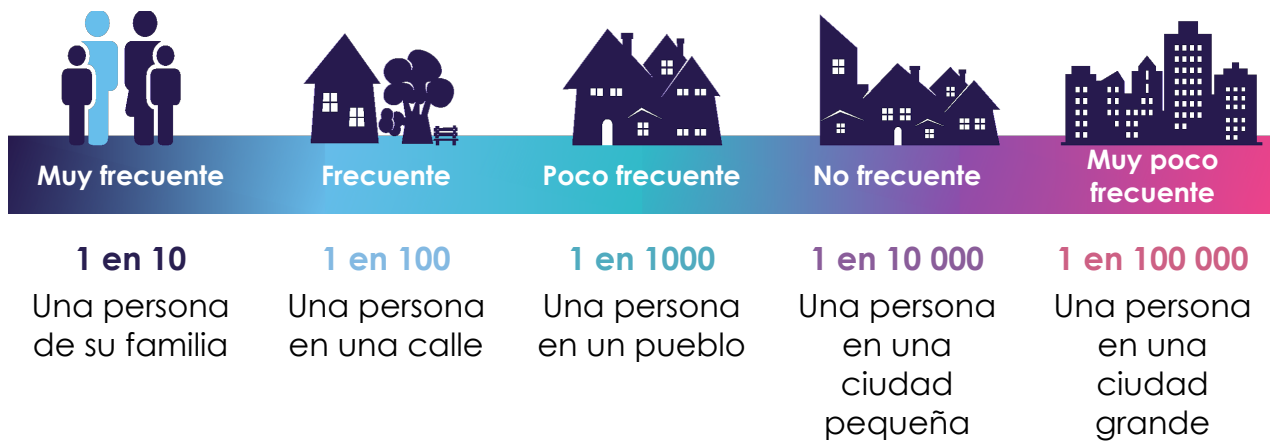 Muy frecuente
1 en 10
Una persona
de su familia
Frecuente
1 en 100
Una persona
en una calle
Poco frecuente
1 en 1000
Una persona
en un pueblo
No frecuente
1 en 10 000
Una persona
en una
ciudad
pequeña
Muy poco
frecuente
1 en 100 000
Una persona
en una
ciudad
grande